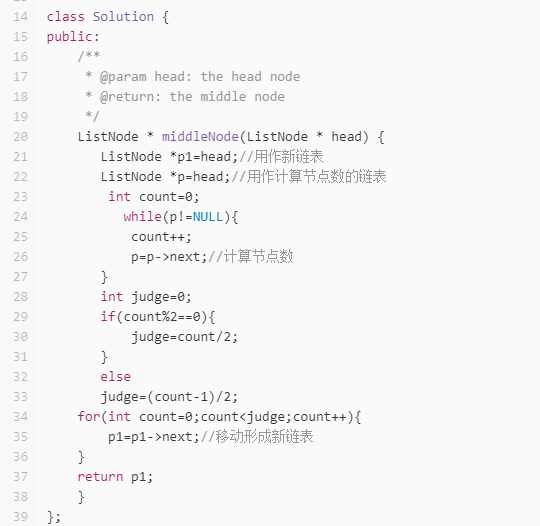 14 class Solution {
15 public:
16     /**
17      * @param head: the head node
18      * @return: the middle node
19      */
20     ListNode * middleNode(ListNode * head) {
21        ListNode *p1=head;//用作新链表
22        ListNode *p=head;//用作计算节点数的链表
23         int count=0;
24           while(p!=NULL){
25            count++;
26            p=p->next;//计算节点数
27        }
28        int judge=0;
29        if(count%2==0){
30            judge=count/2;
31        }
32        else
33        judge=(count-1)/2;
34     for(int count=0;count<judge;count++){
35         p1=p1->next;//移动形成新链表
36     }
37     return p1;
38     }
39 };